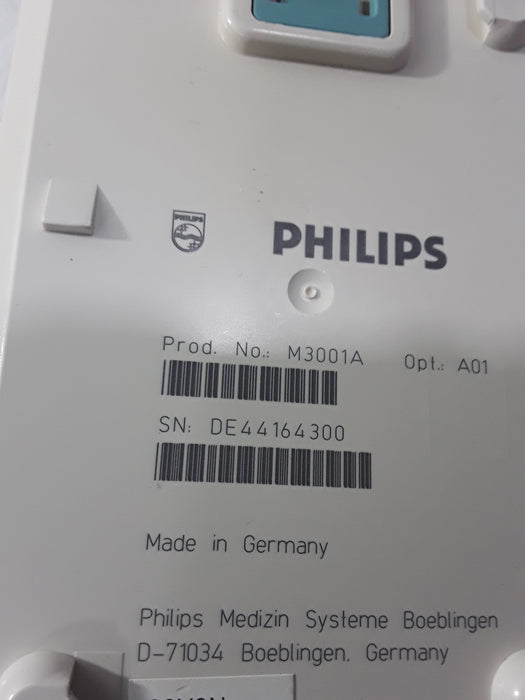 PHILIPS
PHILIPS
Prod. No.: M3001A Opt.: A01
SN: DE44164300
Made in Germany
Philips Medizin Systeme Boeblingen
D-71034 Boeblingen. Germany